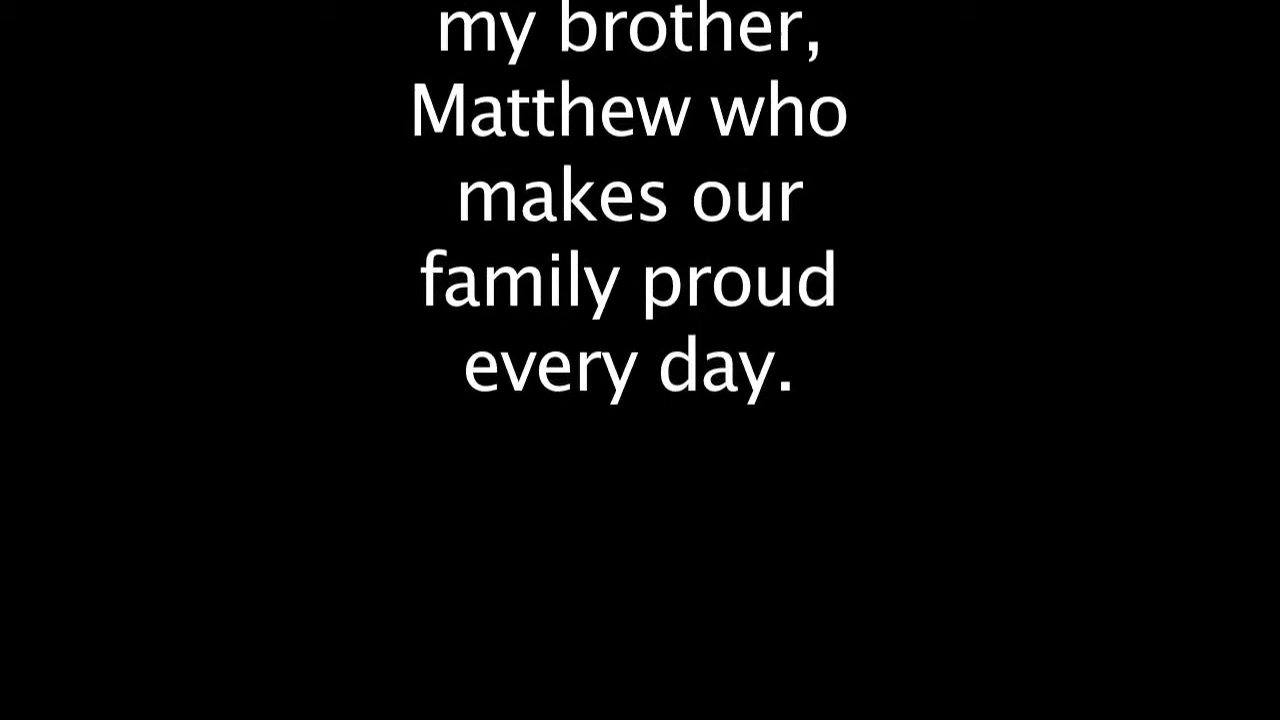 my brother,
Matthew who
makes our
family proud
every day.